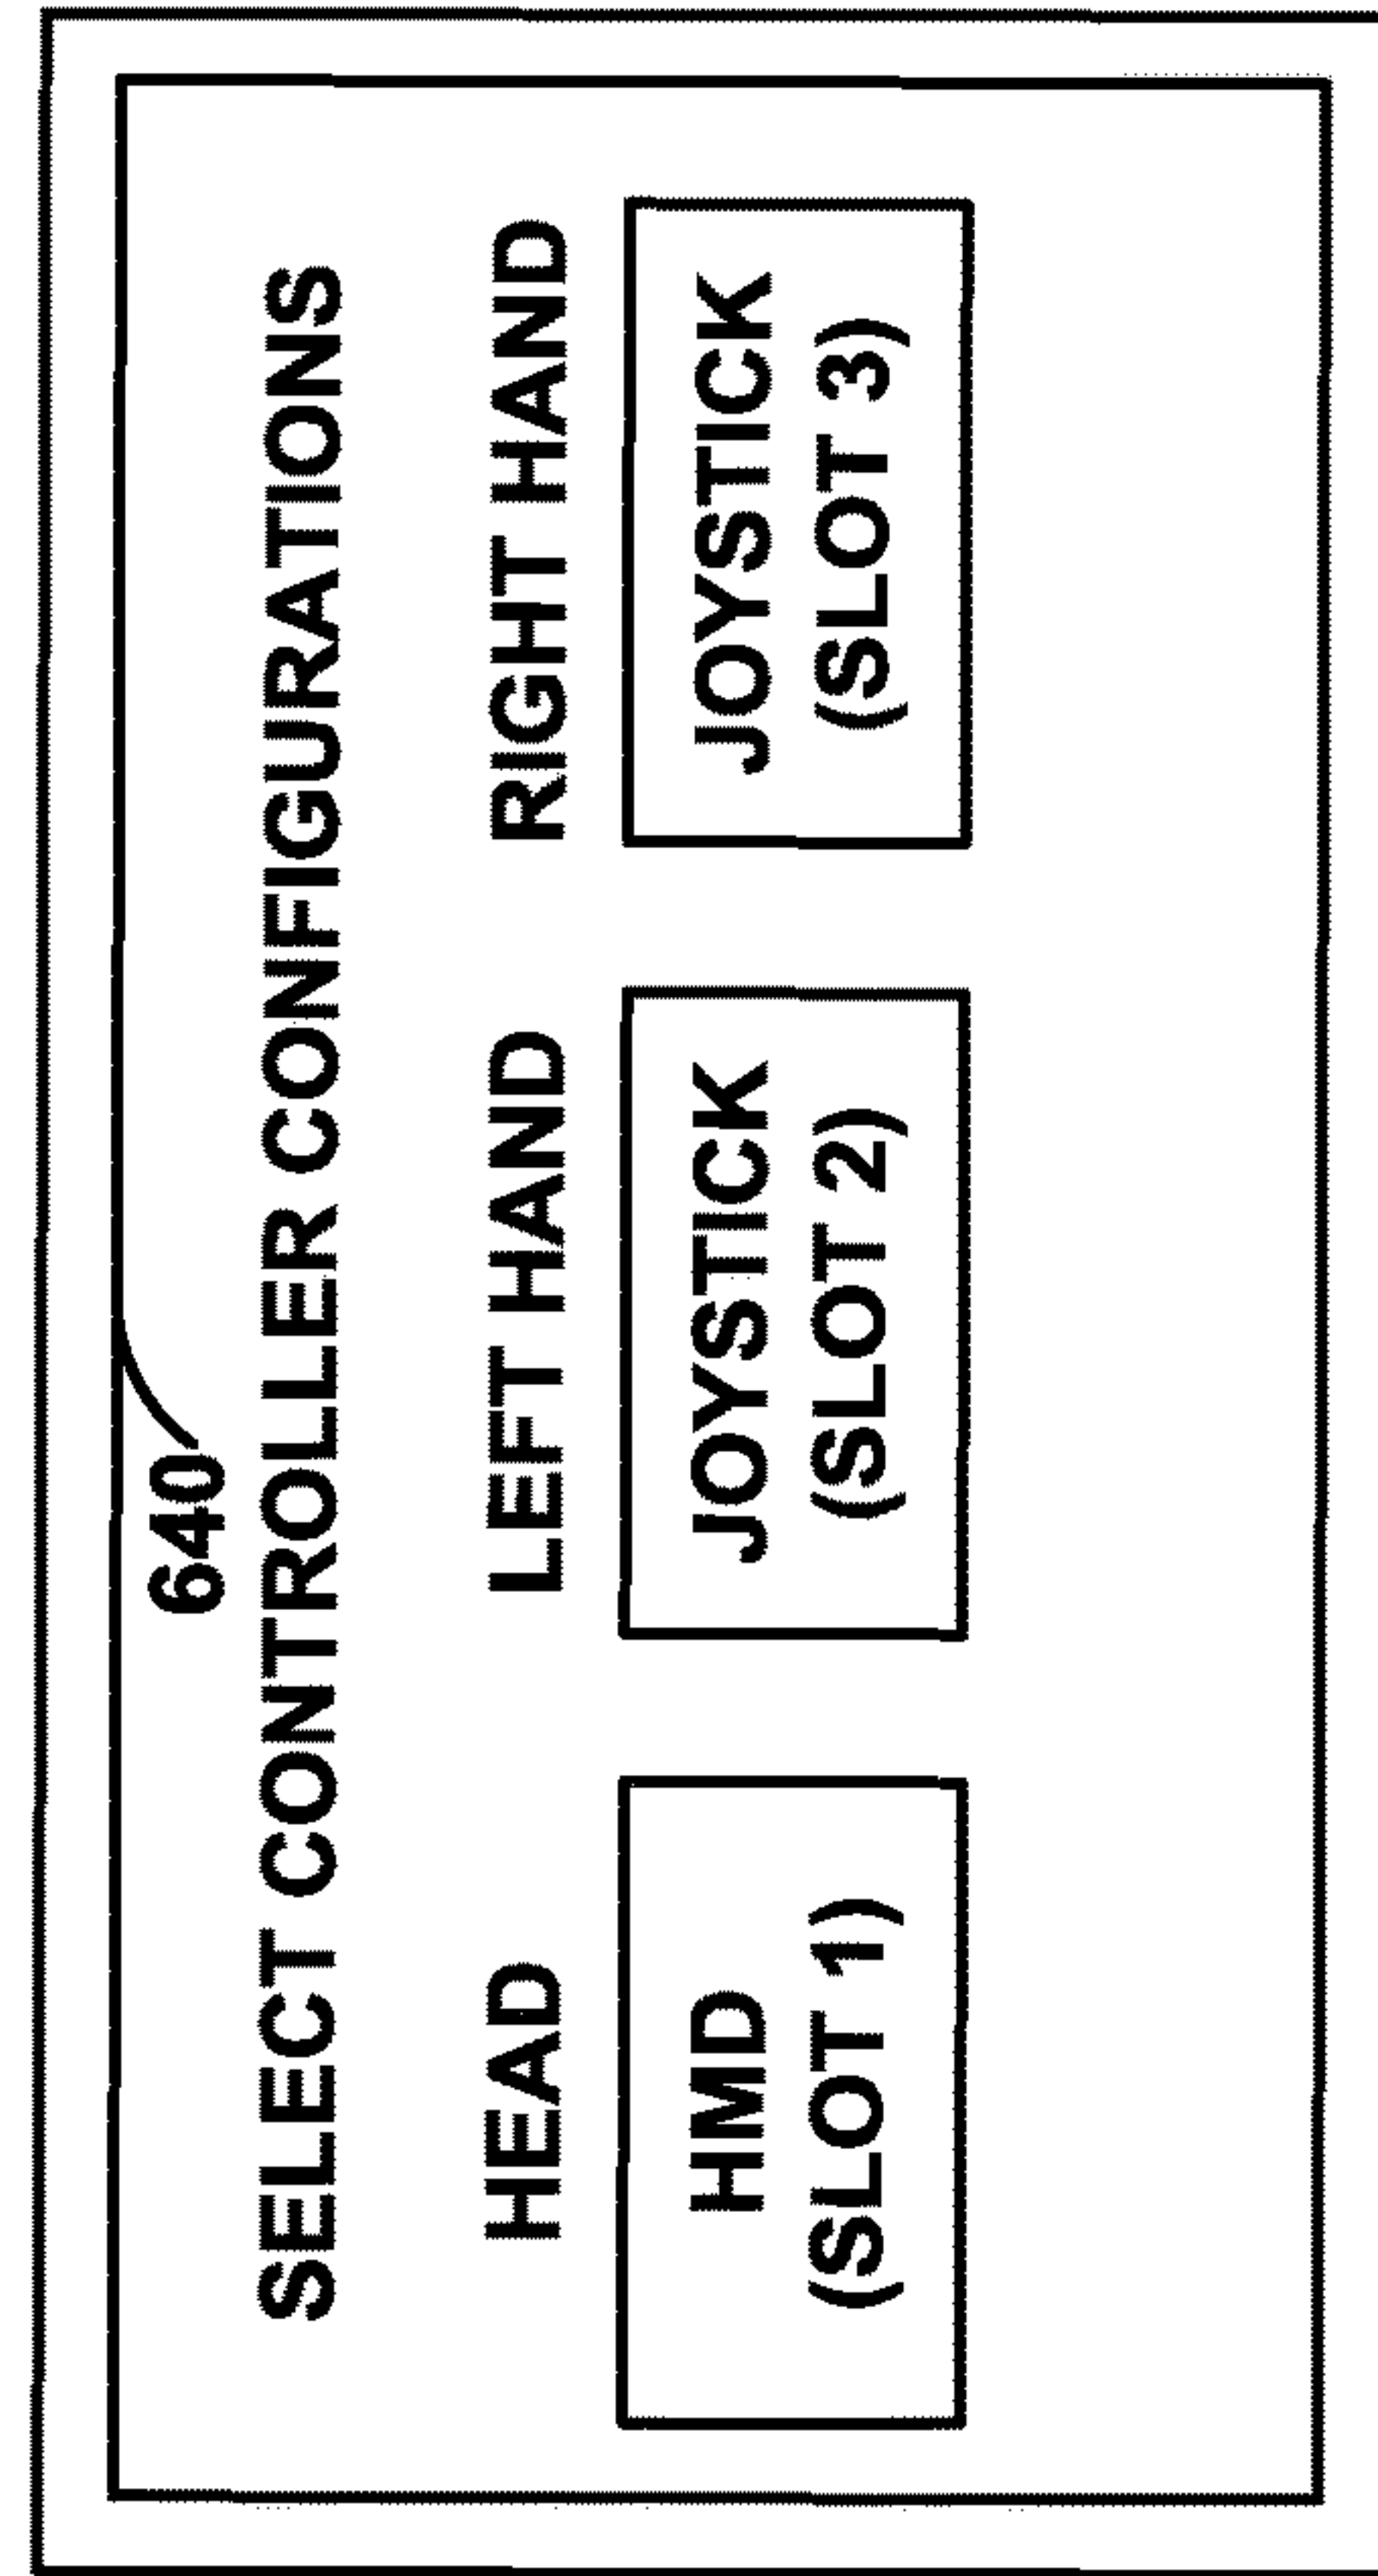 640
SELECT CONTROLLER CONFIGURATIONS
HEAD LEFT HAND RIGHT HAND
HMD JOYSTICK JOYSTICK
(SLOT 1) (SLOT 2) (SLOT 3)